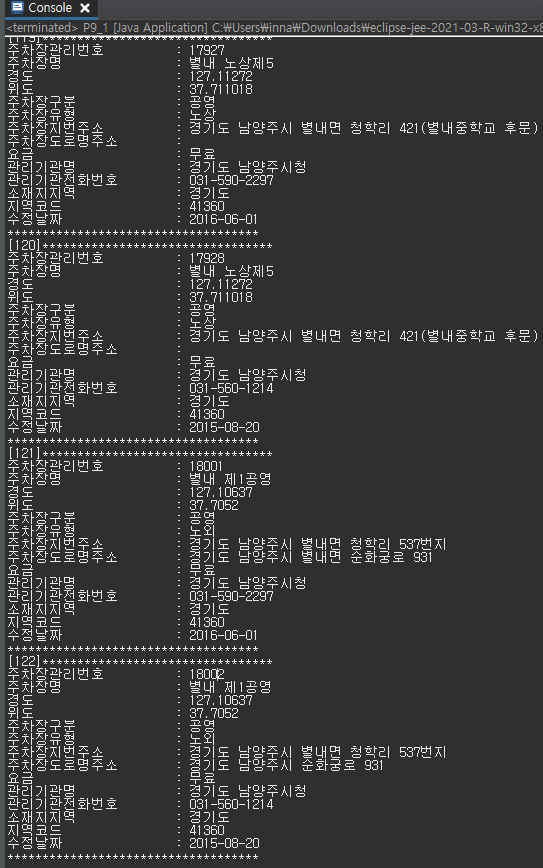 Console
<terminated> P9_1 [Java Application] C:₩Users₩inna₩Downloads₩eclipse-jee-2021-03-R-win32-x8
[119]*****************************
주차장관리번호 : 17927
주차장명 : 별내 노상제5
경도 : 127.11272
위도 : 37.711018
주차장구분 : 공영
주차장유형 : 노상
주차장지번주소 : 경기도 남양주시 별내면 청학리 421(별내중학교 후문)
주차장도로명주소 :
요금 : 무료
관리기관명 : 경기도 남양주시청
관리기관전화번호 : 031-590-2297
소재지지역 : 경기도
지역코드 : 41360
수정날짜 : 2016-06-01
********************************
[120]*****************************
주차장관리번호 : 17928
주차장명 : 별내 노상제5
경도 : 127.11272
위도 : 37.711018
주차장구분 : 공영
주차장유형 : 노상
주차장지번주소 : 경기도 남양주시 별내면 청학리 421(별내중학교 후문)
주차장도로명주소 :
요금 : 무료
관리기관명 : 경기도 남양주시청
관리기관전화번호 : 031-560-1214
소재지지역 : 경기도
지역코드 : 41360
수정날짜 : 2015-08-20
********************************
[121]*****************************
주차장관리번호 : 18001
주차장명 : 별내 제1공영
경도 : 127.10637
위도 : 37.7052
주차장구분 : 공영
주차장유형 : 노외
주차장지번주소 : 경기도 남양주시 별내면 청학리 537번지
주차장도로명주소 : 경기도 남양주시 별내면 순화궁로 931
요금 : 무료
관리기관명 : 경기도 남양주시청
관리기관전화번호 : 031-590-2297
소재지지역 : 경기도
지역코드 : 41360
수정날짜 : 2016-06-01
********************************
[122]*****************************
주차장관리번호 : 18002
주차장명 : 별내 제1공영
경도 : 127.10637
위도 : 37.7052
주차장구분 : 공영
주차장유형 : 노외
주차장지번주소 : 경기도 남양주시 별내면 청학리 537번지
주차장도로명주소 : 경기도 남양주시 순화궁로 931
요금 : 무료
관리기관명 : 경기도 남양주시청
관리기관전화번호 : 031-560-1214
소재지지역 : 경기도
지역코드 : 41360
수정날짜 : 2015-08-20
********************************